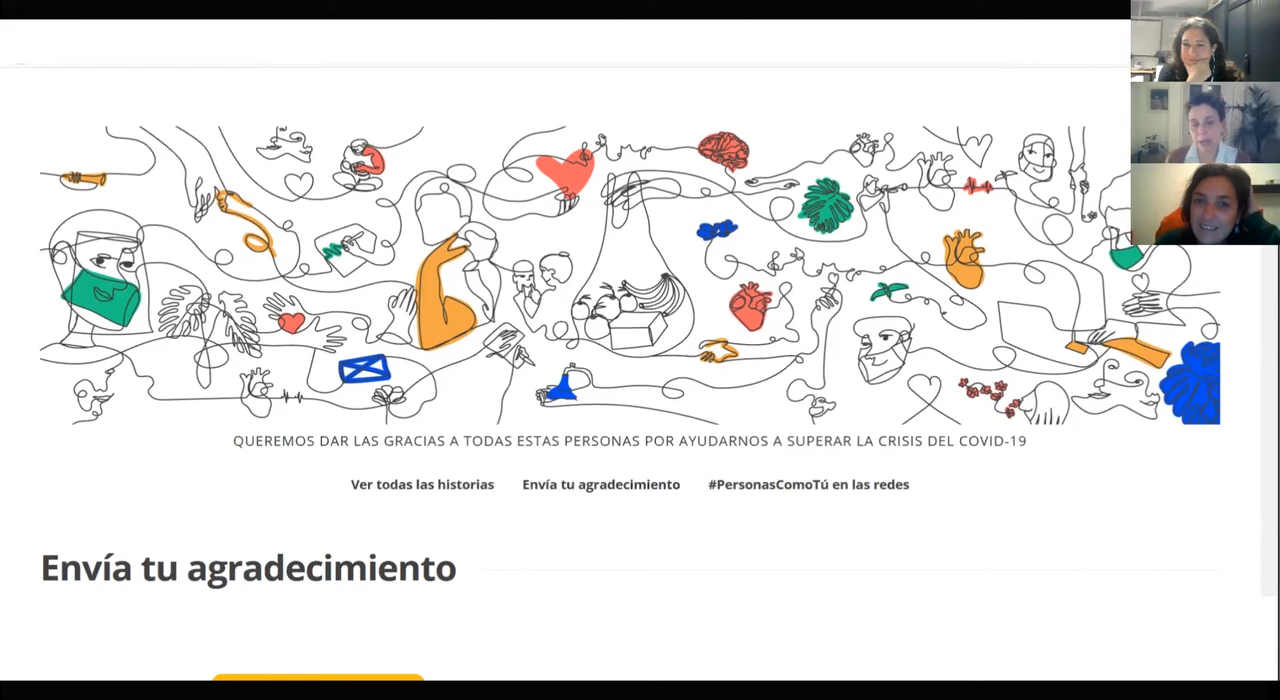 QUEREMOS DAR LAS GRACIAS A TODAS ESTAS PERSONAS POR AYUDARNOS A SUPERAR LA CRISIS DEL COVID-19
Ver todas las historias Envía tu agradecimiento #PersonasComoTú en las redes
Envía tu agradecimiento